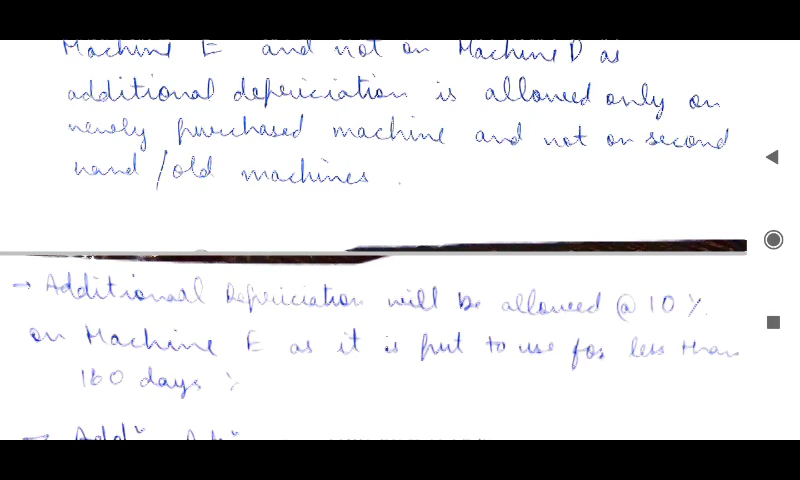 Machine E and not on Machine D as
additional depriciation is allowed only on
newly purchased machine and not on second
hand / old machines.
→ Additional Depriciation will be allowed @ 10 %
on Machine E as it is put to use for less than
180 days